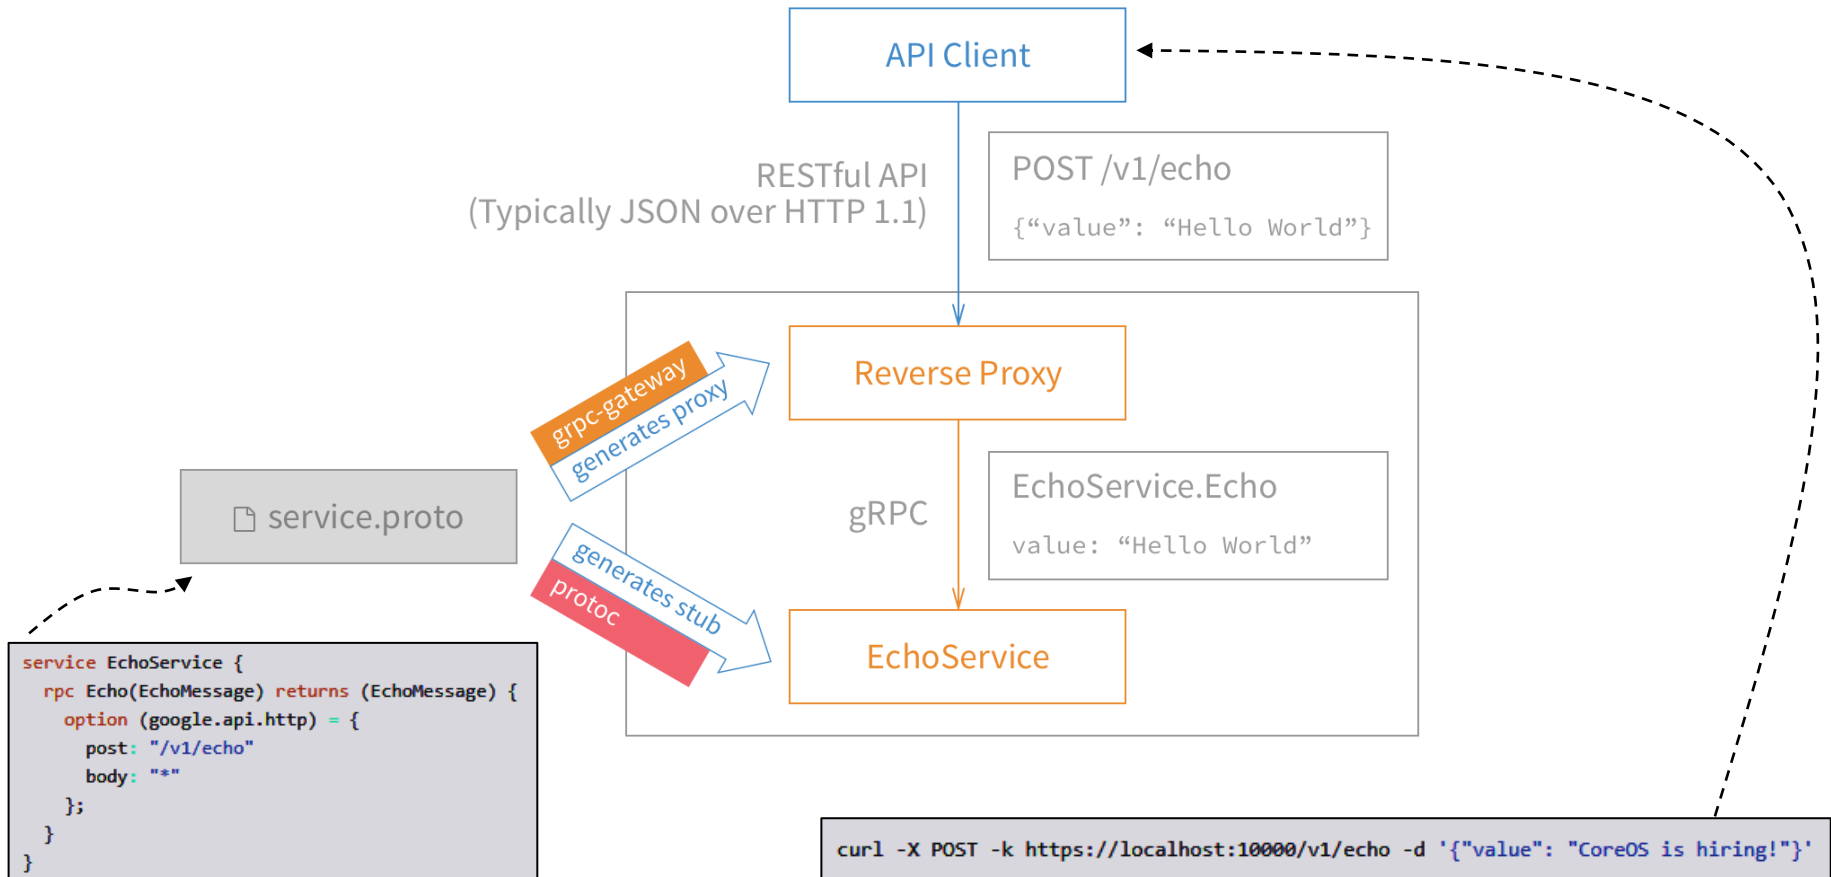 API Client
RESTful API
(Typically JSON over HTTP 1.1)
POST /v1/echo
{“value”: “Hello World”}
Reverse Proxy
grpc-gateway
generates proxy
service.proto
gRPC
EchoService.Echo
value: “Hello World”
generates stub
protoc
EchoService
service EchoService {
  rpc Echo(EchoMessage) returns (EchoMessage) {
    option (google.api.http) = {
      post: "/v1/echo"
      body: "*"
    };
  }
}
curl -X POST -k https://localhost:10000/v1/echo -d '{"value": "CoreOS is hiring!"}'